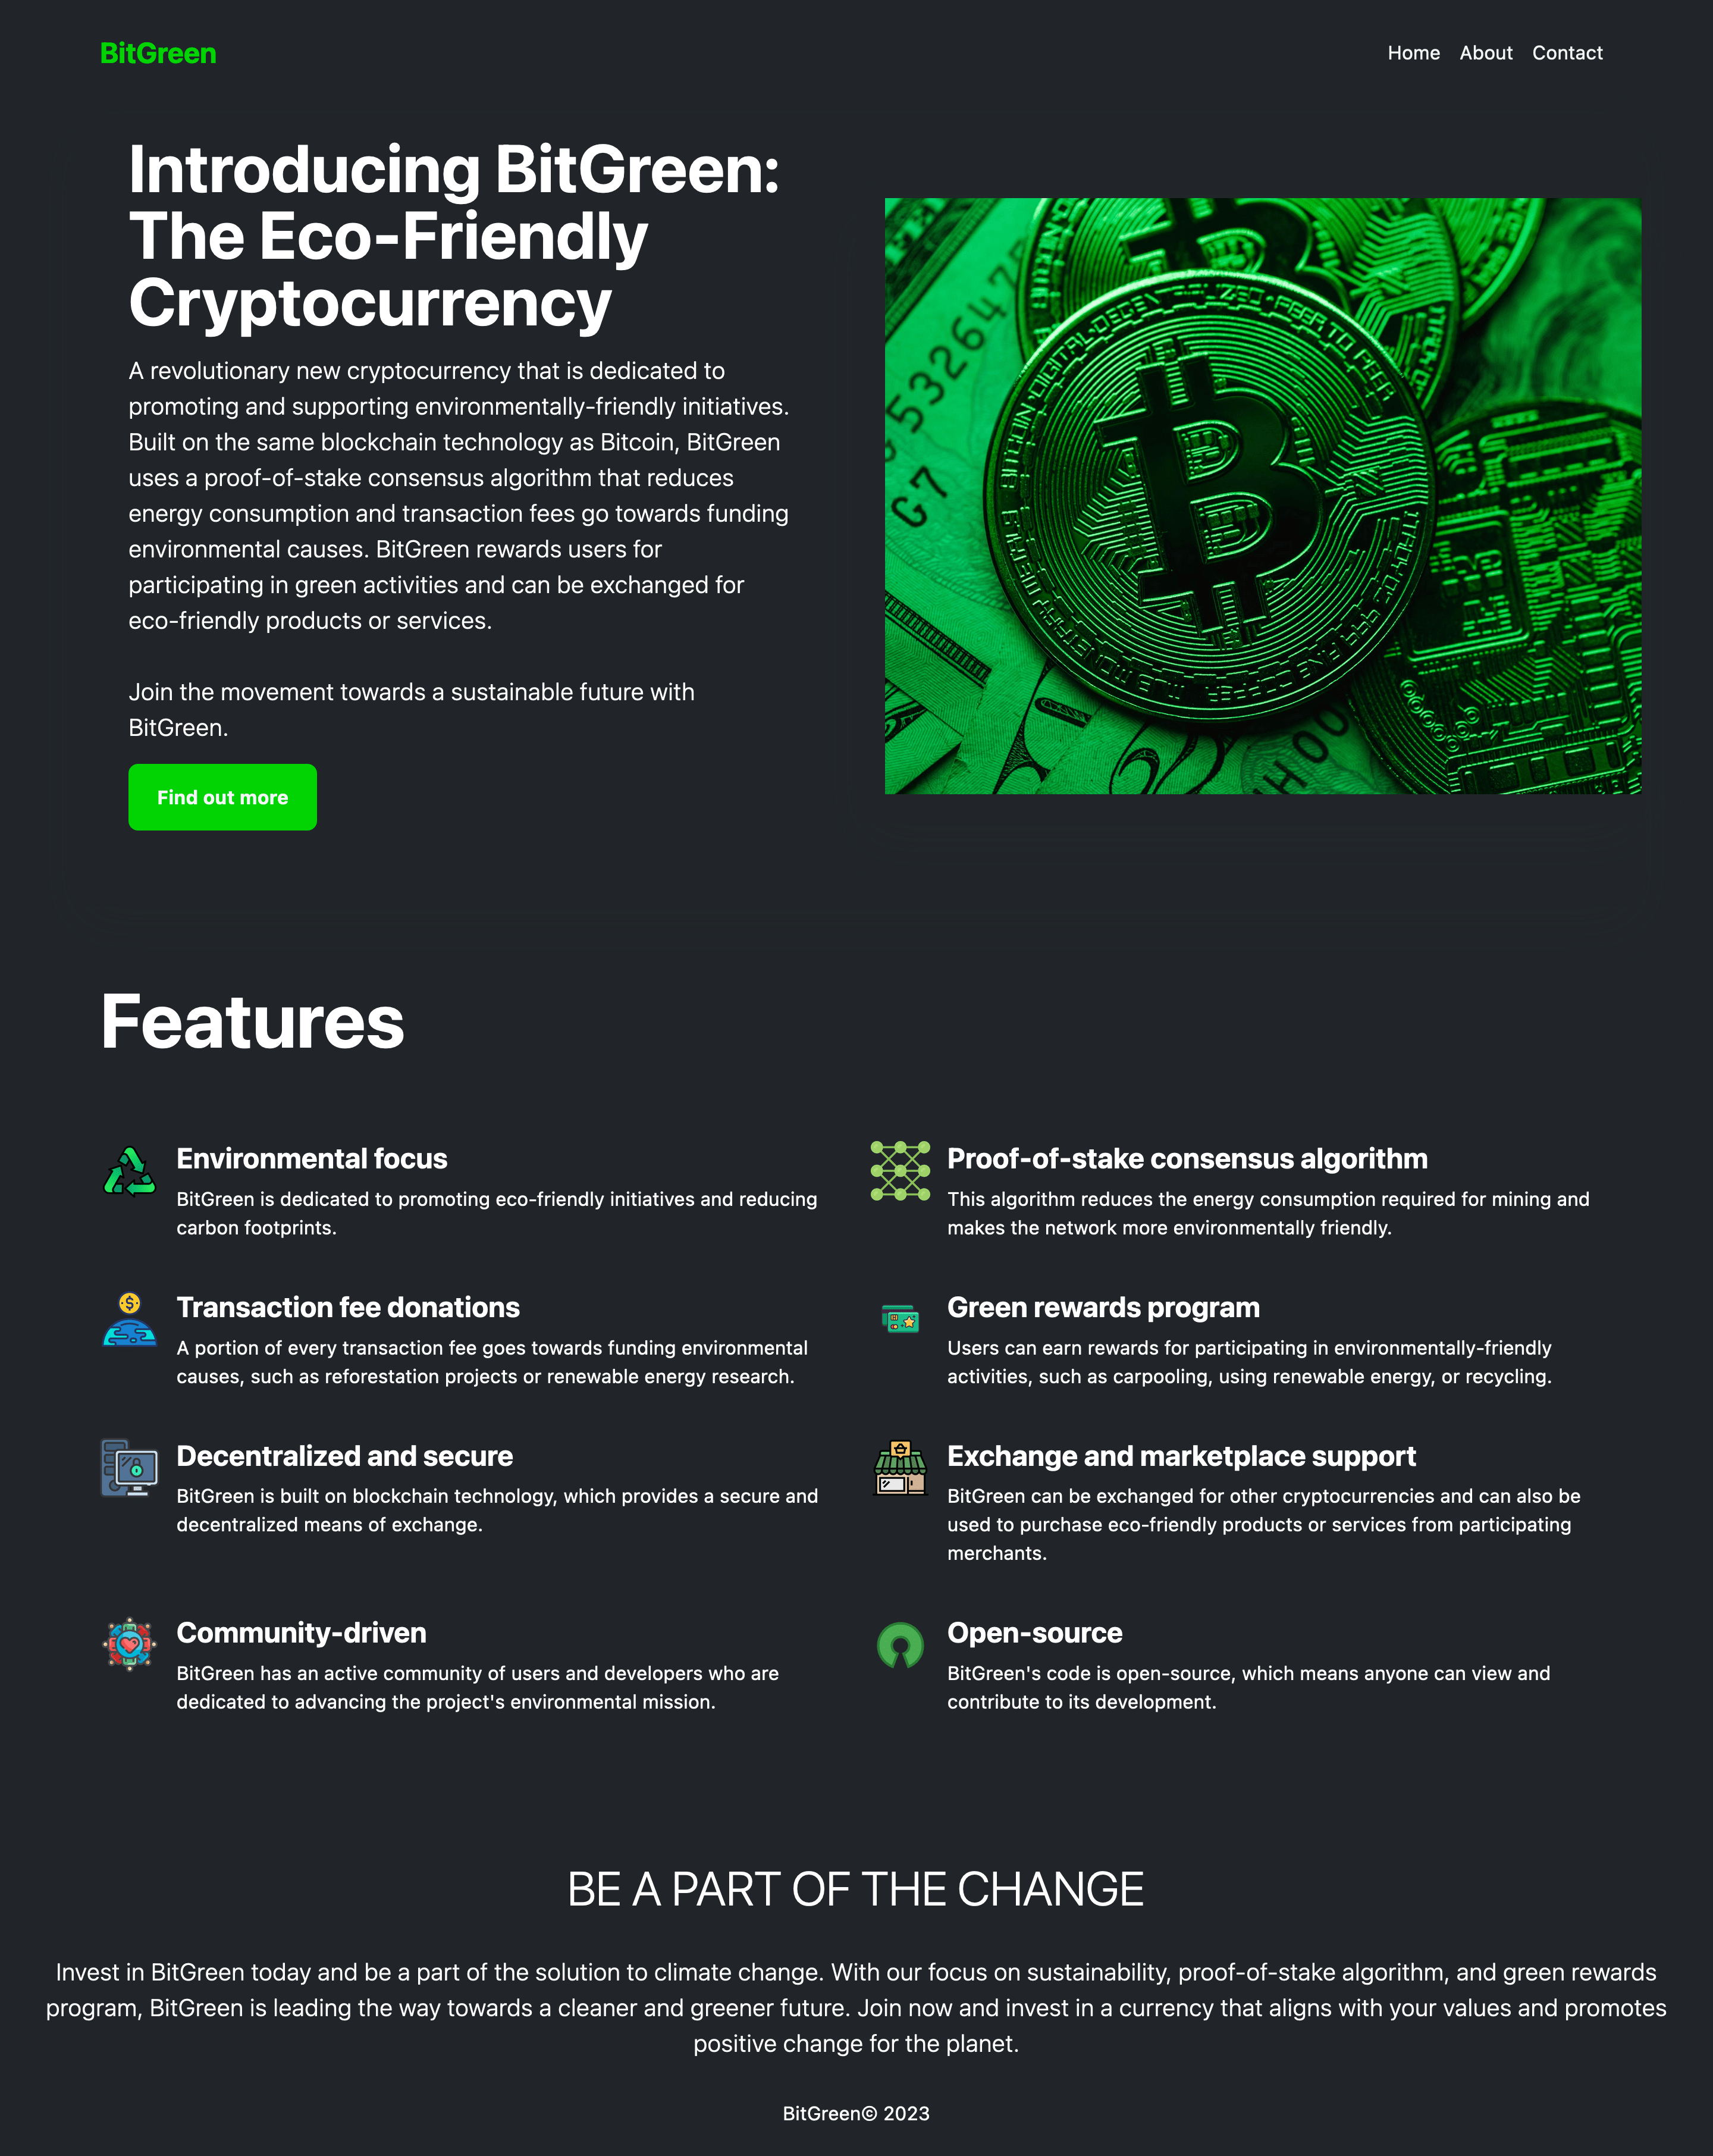 BitGreen
Home About Contact
Introducing BitGreen:
The Eco-Friendly
Cryptocurrency
A revolutionary new cryptocurrency that is dedicated to
promoting and supporting environmentally-friendly initiatives.
Built on the same blockchain technology as Bitcoin, BitGreen
uses a proof-of-stake consensus algorithm that reduces
energy consumption and transaction fees go towards funding
environmental causes. BitGreen rewards users for
participating in green activities and can be exchanged for
eco-friendly products or services.
Join the movement towards a sustainable future with
BitGreen.
Find out more
G7
Features
Environmental focus
BitGreen is dedicated to promoting eco-friendly initiatives and reducing
carbon footprints.
Proof-of-stake consensus algorithm
This algorithm reduces the energy consumption required for mining and
makes the network more environmentally friendly.
Transaction fee donations
A portion of every transaction fee goes towards funding environmental
causes, such as reforestation projects or renewable energy research.
Green rewards program
Users can earn rewards for participating in environmentally-friendly
activities, such as carpooling, using renewable energy, or recycling.
Decentralized and secure
BitGreen is built on blockchain technology, which provides a secure and
decentralized means of exchange.
Exchange and marketplace support
BitGreen can be exchanged for other cryptocurrencies and can also be
used to purchase eco-friendly products or services from participating
merchants.
Community-driven
BitGreen has an active community of users and developers who are
dedicated to advancing the project's environmental mission.
Open-source
BitGreen's code is open-source, which means anyone can view and
contribute to its development.
BE A PART OF THE CHANGE
Invest in BitGreen today and be a part of the solution to climate change. With our focus on sustainability, proof-of-stake algorithm, and green rewards
program, BitGreen is leading the way towards a cleaner and greener future. Join now and invest in a currency that aligns with your values and promotes
positive change for the planet.
BitGreen© 2023